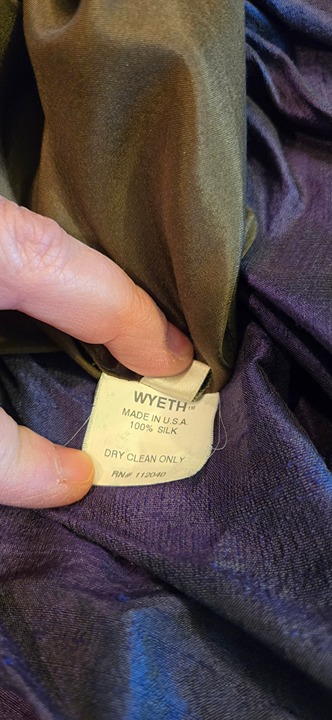 WYETH™
MADE IN U.S.A.
100% SILK
DRY CLEAN ONLY
RN# 112040